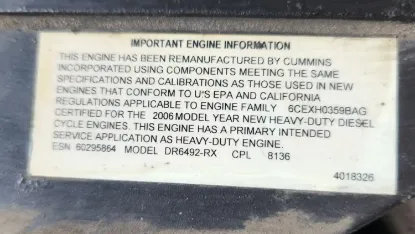 IMPORTANT ENGINE INFORMATION
THIS ENGINE HAS BEEN REMANUFACTURED BY CUMMINS
INCORPORATED USING COMPONENTS MEETING THE SAME
SPECIFICATIONS AND CALIBRATIONS AS THOSE USED IN NEW
ENGINES THAT CONFORM TO U'S EPA AND CALIFORNIA
REGULATIONS APPLICABLE TO ENGINE FAMILY 6CEXH0359BAG
CERTIFIED FOR THE 2006 MODEL YEAR NEW HEAVY-DUTY DIESEL
CYCLE ENGINES. THIS ENGINE HAS A PRIMARY INTENDED
SERVICE APPLICATION AS HEAVY-DUTY ENGINE.
ESN 60295864 MODEL DR6492-RX CPL 8136
4018326